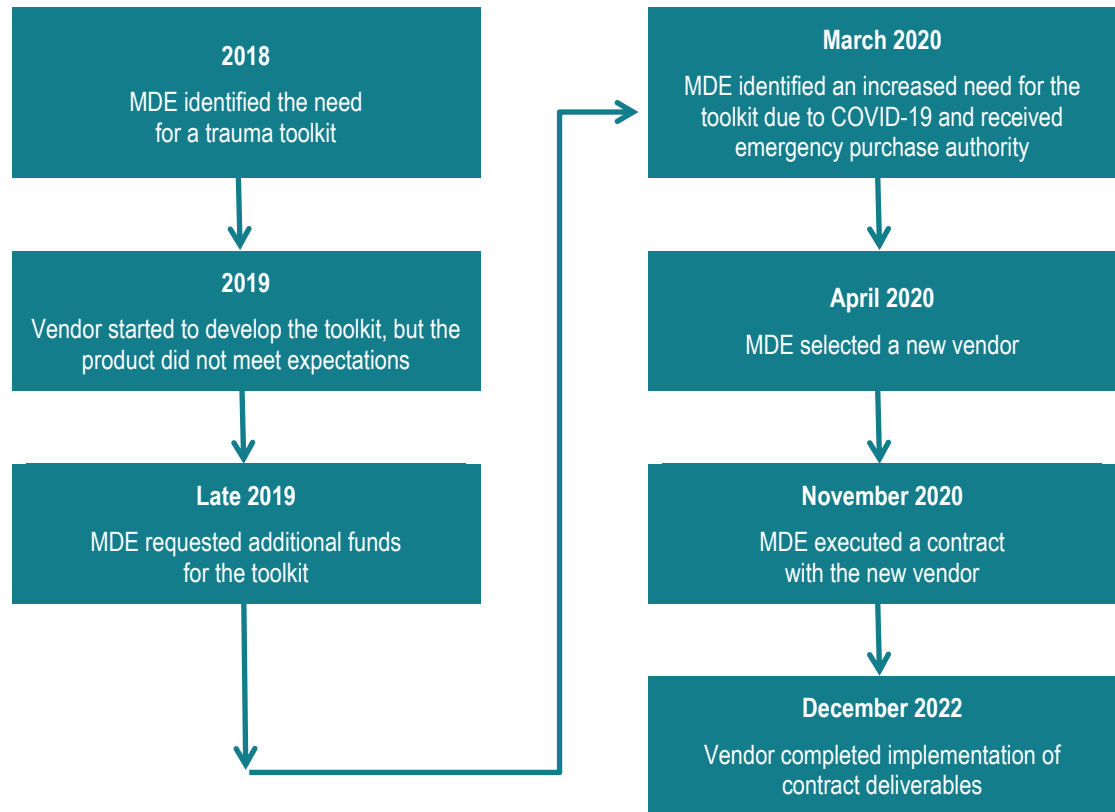 2018
MDE identified the need
for a trauma toolkit
2019
Vendor started to develop the toolkit, but the
product did not meet expectations
Late 2019
MDE requested additional funds
for the toolkit
March 2020
MDE identified an increased need for the
toolkit due to COVID-19 and received
emergency purchase authority
April 2020
MDE selected a new vendor
November 2020
MDE executed a contract
with the new vendor
December 2022
Vendor completed implementation of
contract deliverables